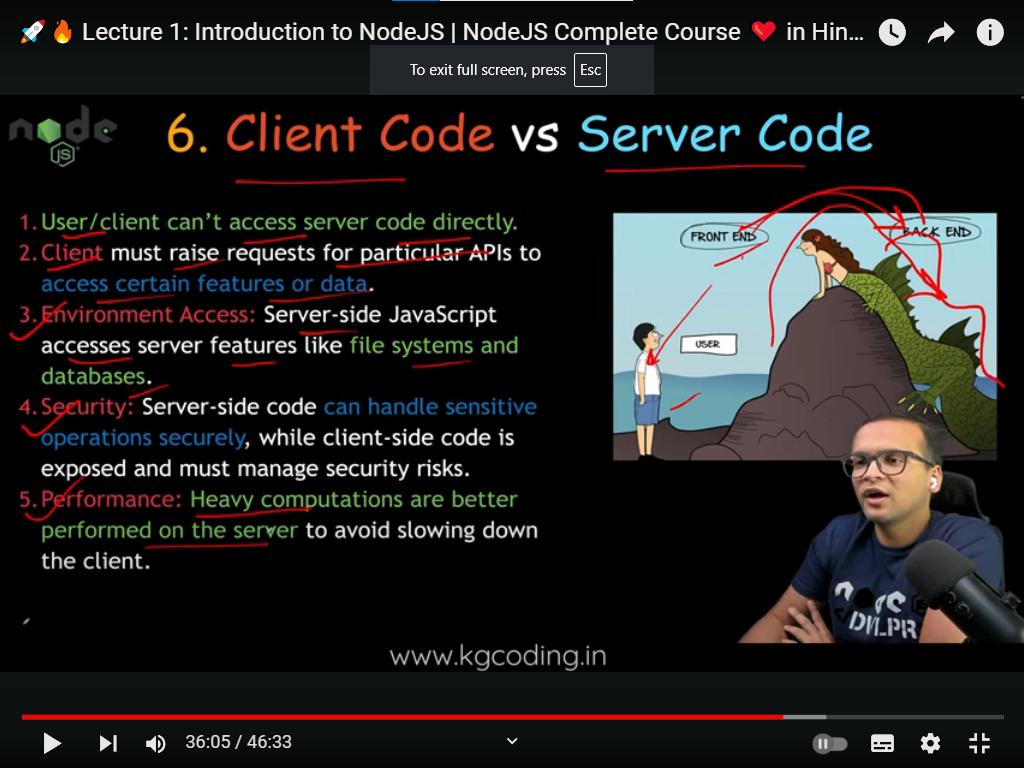 🚀🔥 Lecture 1: Introduction to NodeJS | NodeJS Complete Course ❤️ in Hin...
To exit full screen, press Esc
node
JS
6. Client Code vs Server Code
1. User/client can't access server code directly.
2. Client must raise requests for particular APIs to
access certain features or data.
3. Environment Access: Server-side JavaScript
accesses server features like file systems and
databases.
4. Security: Server-side code can handle sensitive
operations securely, while client-side code is
exposed and must manage security risks.
5. Performance: Heavy computations are better
performed on the server to avoid slowing down
the client.
FRONT END
BACK END
USER
DVLPR
www.kgcoding.in
36:05 / 46:33